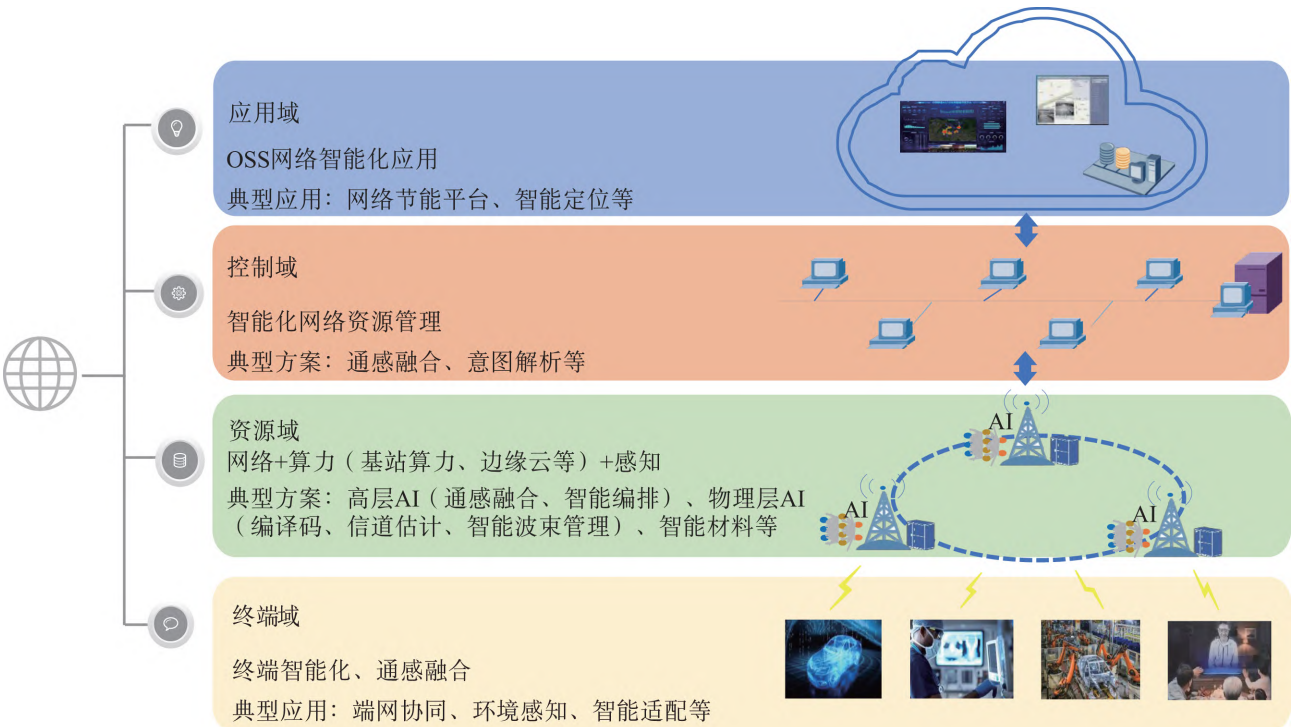 应用域
OSS网络智能化应用
典型应用：网络节能平台、智能定位等
控制域
智能化网络资源管理
典型方案：通感融合、意图解析等
资源域
网络+算力（基站算力、边缘云等）+感知
典型方案：高层AI（通感融合、智能编排）、物理层AI
（编译码、信道估计、智能波束管理）、智能材料等
AI
AI
AI
终端域
终端智能化、通感融合
典型应用：端网协同、环境感知、智能适配等